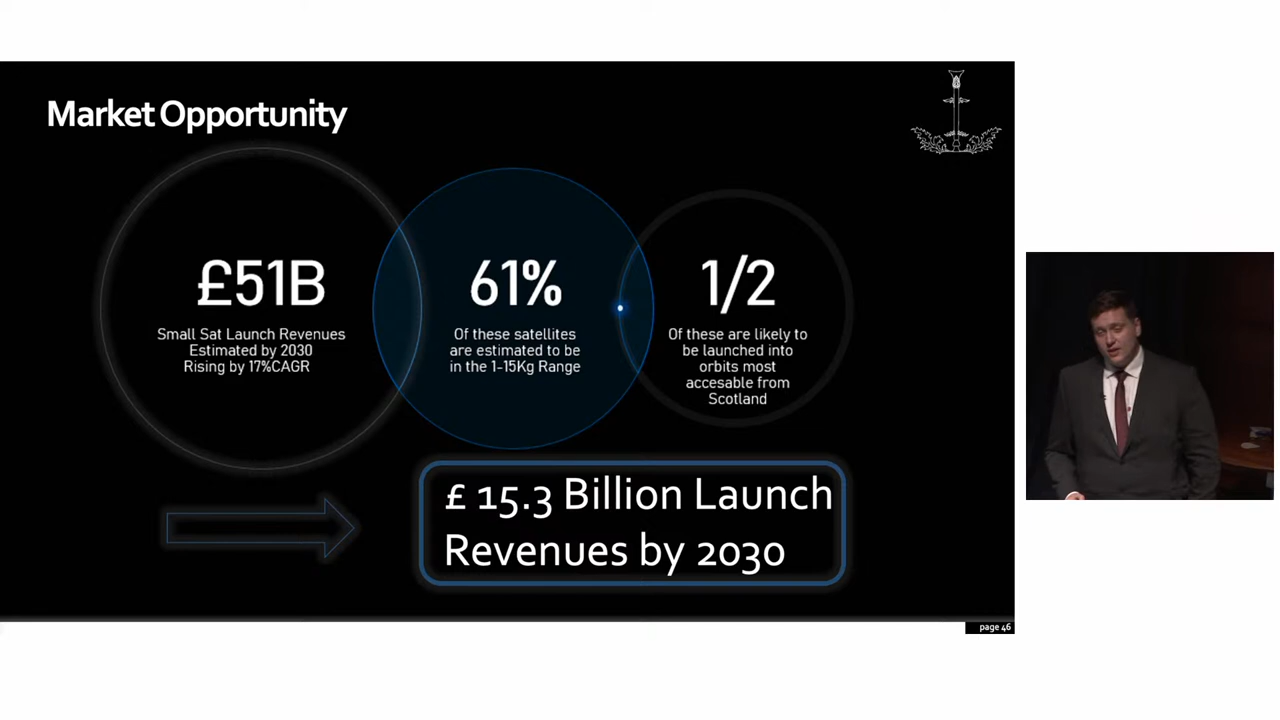 Market Opportunity
£51B
Small Sat Launch Revenues
Estimated by 2030
Rising by 17%CAGR
61%
Of these satellites
are estimated to be
in the 1-15Kg Range
1/2
Of these are likely to
be launched into
orbits most
accesable from
Scotland
£ 15.3 Billion Launch
Revenues by 2030
page 46